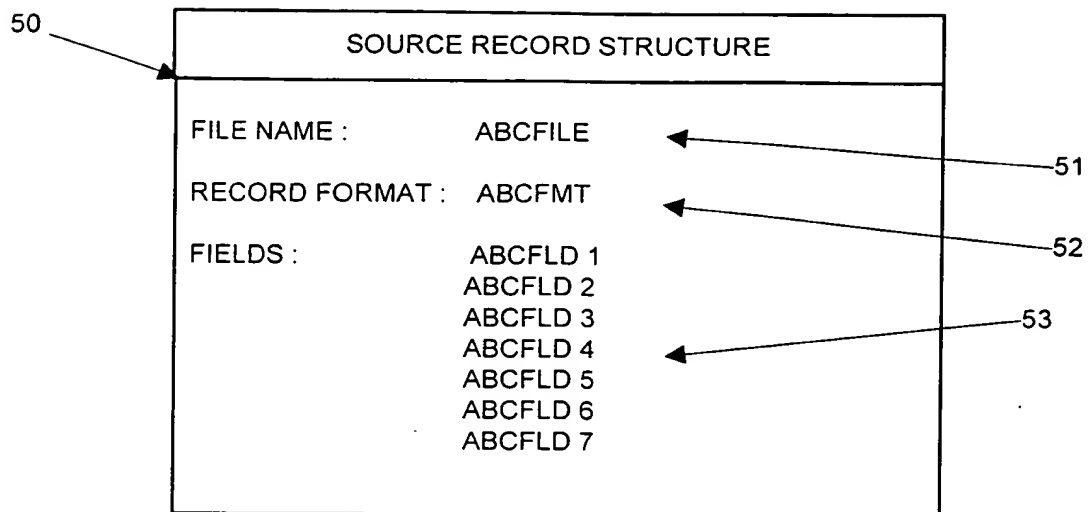 50
SOURCE RECORD STRUCTURE
FILE NAME : ABCFILE
51
RECORD FORMAT : ABCFMT
52
FIELDS : ABCFLD 1
ABCFLD 2
ABCFLD 3
53
ABCFLD 4
ABCFLD 5
ABCFLD 6
ABCFLD 7